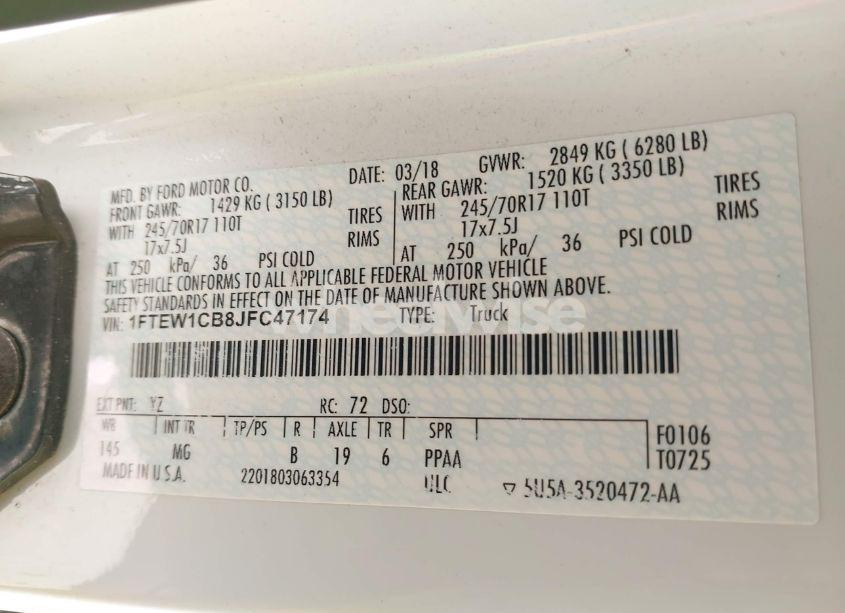 MFD. BY FORD MOTOR CO. DATE: 03/18 GVWR: 2849 KG ( 6280 LB)
FRONT GAWR: 1429 KG ( 3150 LB) REAR GAWR: 1520 KG ( 3350 LB)
WITH 245/70R17 110T TIRES WITH 245/70R17 110T TIRES
17x7.5J RIMS 17x7.5J RIMS
AT 250 kPa/ 36 PSI COLD AT 250 kPa/ 36 PSI COLD
THIS VEHICLE CONFORMS TO ALL APPLICABLE FEDERAL MOTOR VEHICLE
SAFETY STANDARDS IN EFFECT ON THE DATE OF MANUFACTURE SHOWN ABOVE.
VIN: 1FTEW1CB8JFC47174 TYPE: Truck
EXT PNT: YZ RC: 72 DSO:
WB INT TR TP/PS R AXLE TR SPR F0106
145 MG B 19 6 PPAA T0725
MADE IN U.S.A. 2201803063354 ULC 5U5A-3520472-AA